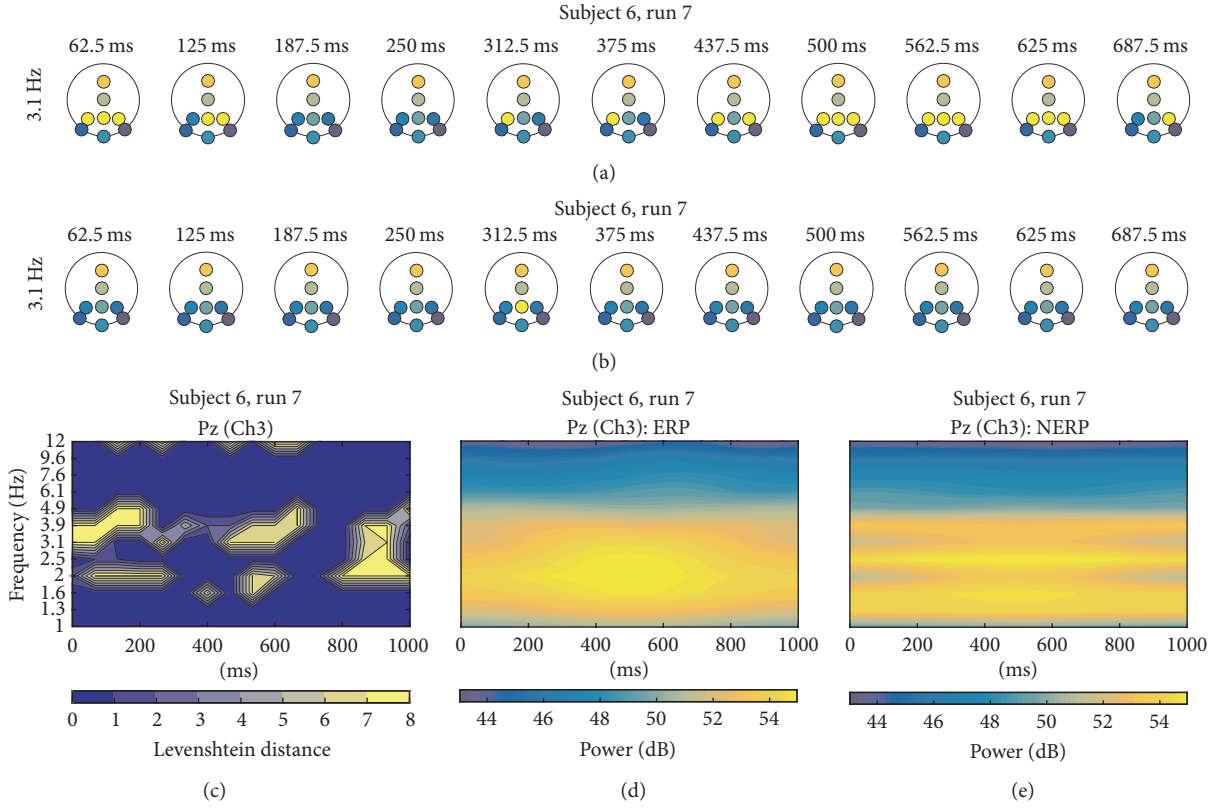 Subject 6, run 7
62.5 ms 125 ms 187.5 ms 250 ms 312.5 ms 375 ms 437.5 ms 500 ms 562.5 ms 625 ms 687.5 ms
3.1 Hz
(a)
Subject 6, run 7
62.5 ms 125 ms 187.5 ms 250 ms 312.5 ms 375 ms 437.5 ms 500 ms 562.5 ms 625 ms 687.5 ms
3.1 Hz
(b)
Subject 6, run 7
Pz (Ch3)
Frequency (Hz)
12
9.6
7.6
6.1
4.9
3.9
3.1
2.5
2
1.6
1.3
1
0 200 400 600 800 1000
(ms)
0 1 2 3 4 5 6 7 8
Levenshtein distance
(c)
Subject 6, run 7
Pz (Ch3): ERP
0 200 400 600 800 1000
(ms)
44 46 48 50 52 54
Power (dB)
(d)
Subject 6, run 7
Pz (Ch3): NERP
0 200 400 600 800 1000
(ms)
44 46 48 50 52 54
Power (dB)
(e)